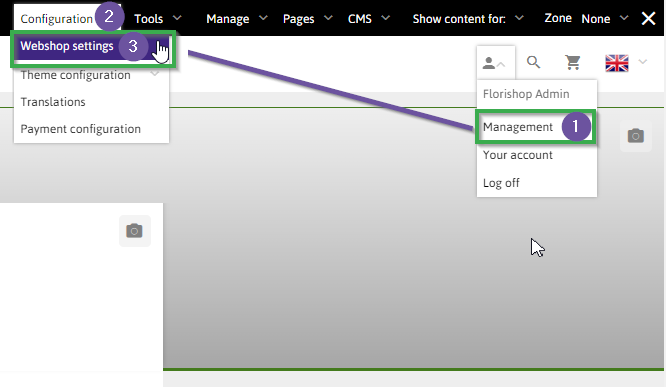 Configuration 2 Tools Manage Pages CMS Show content for: Zone None
Webshop settings 3
Theme configuration
Translations
Payment configuration
Florishop Admin
Management 1
Your account
Log off